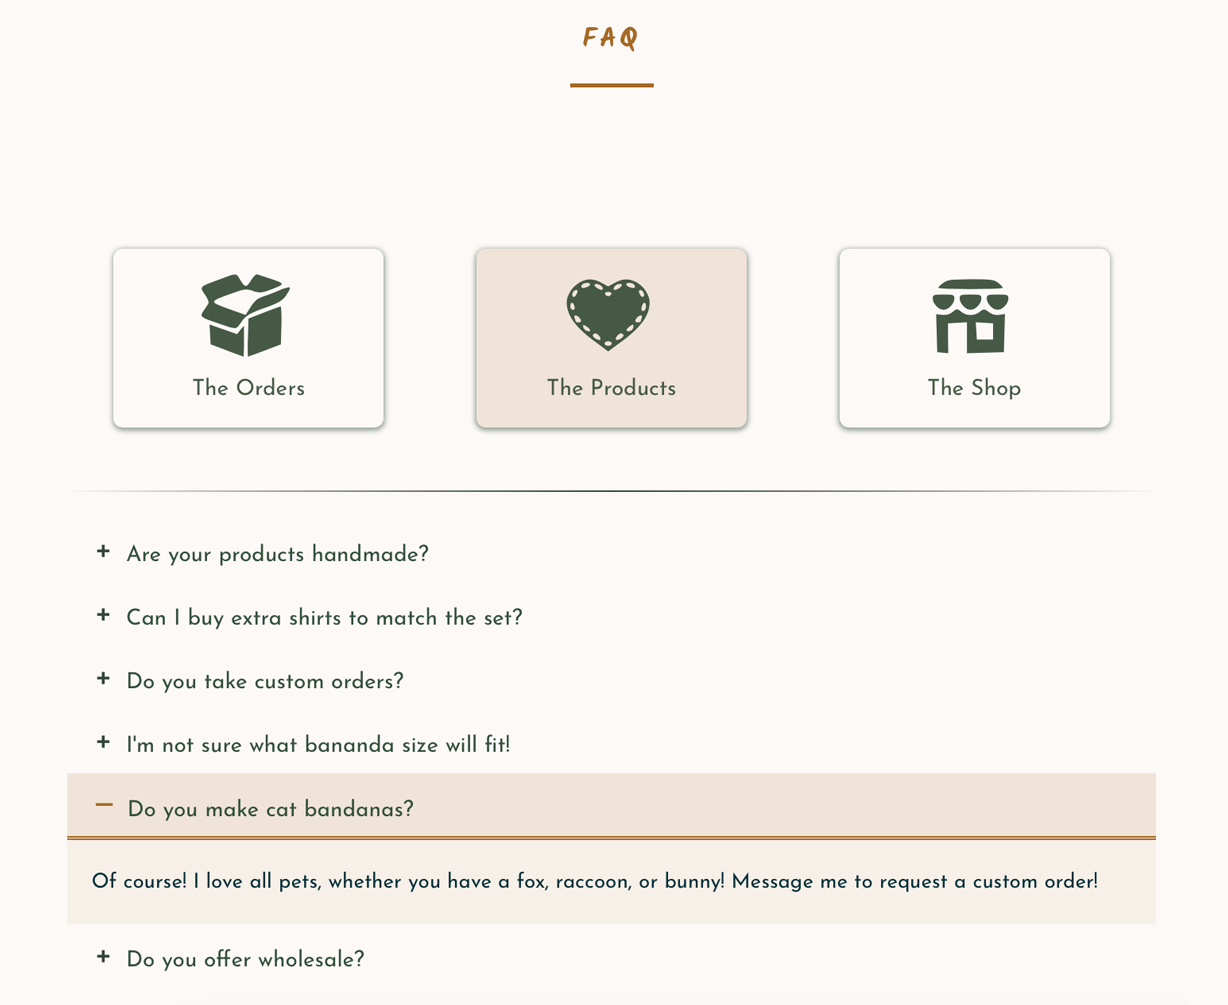 FAQ
The Orders
The Products
The Shop
+ Are your products handmade?
+ Can I buy extra shirts to match the set?
+ Do you take custom orders?
+ I'm not sure what bananda size will fit!
— Do you make cat bandanas?
Of course! I love all pets, whether you have a fox, raccoon, or bunny! Message me to request a custom order!
+ Do you offer wholesale?